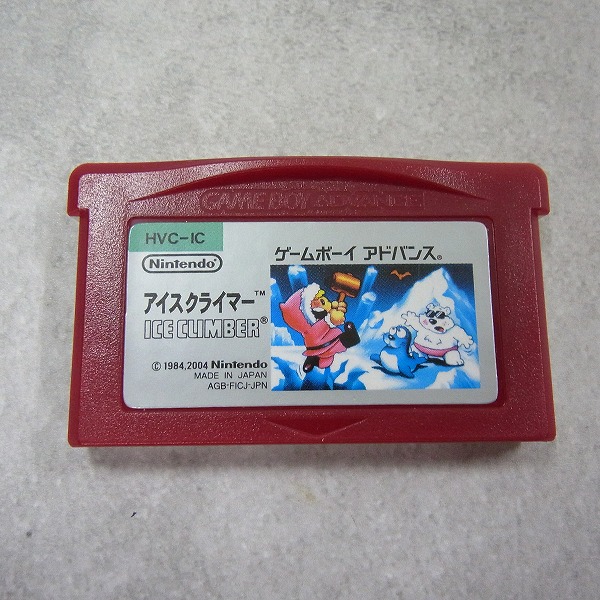 GAME BOY ADVANCE
HVC-IC
Nintendo®
ゲームボーイ アドバンス®
アイスクライマー™
ICE CLIMBER®
© 1984,2004 Nintendo
MADE IN JAPAN
AGB-FICJ-JPN